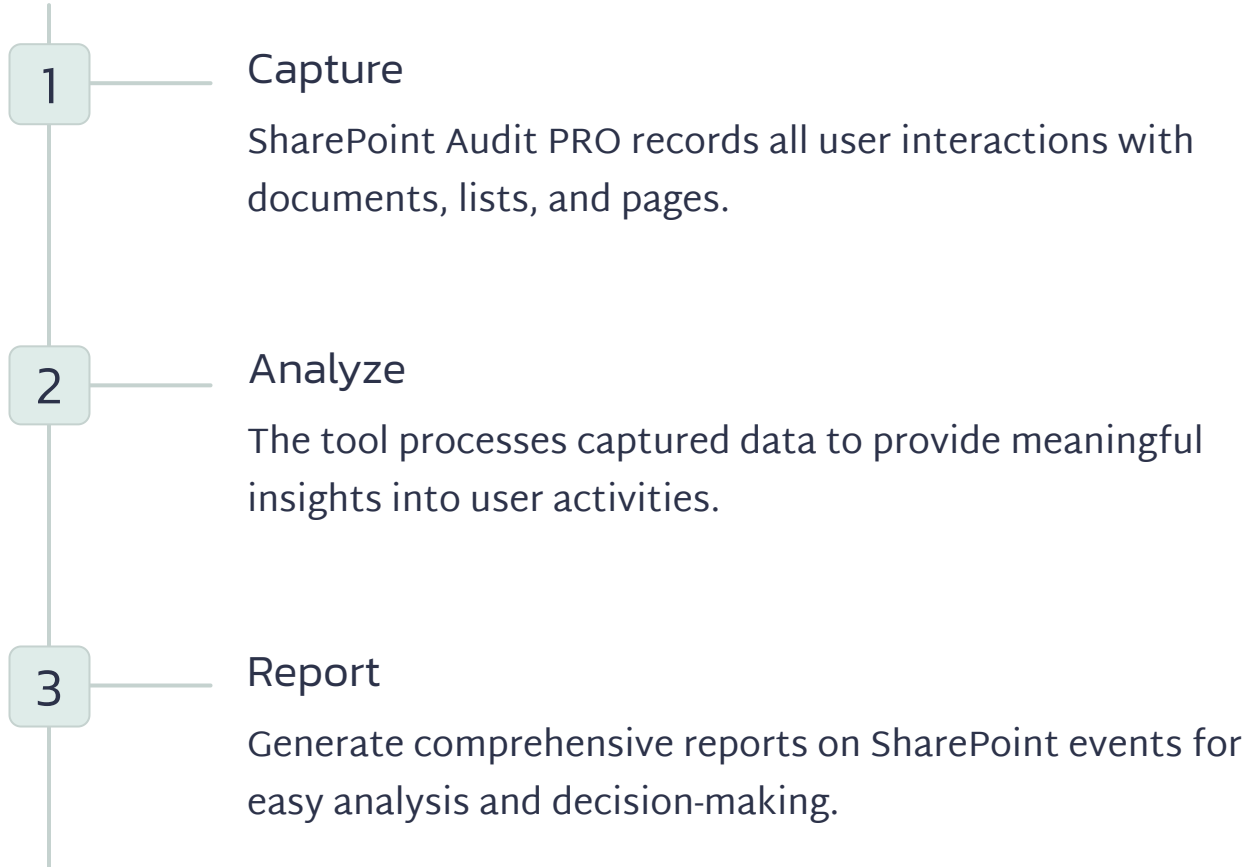 1
Capture
SharePoint Audit PRO records all user interactions with
documents, lists, and pages.
2
Analyze
The tool processes captured data to provide meaningful
insights into user activities.
3
Report
Generate comprehensive reports on SharePoint events for
easy analysis and decision-making.